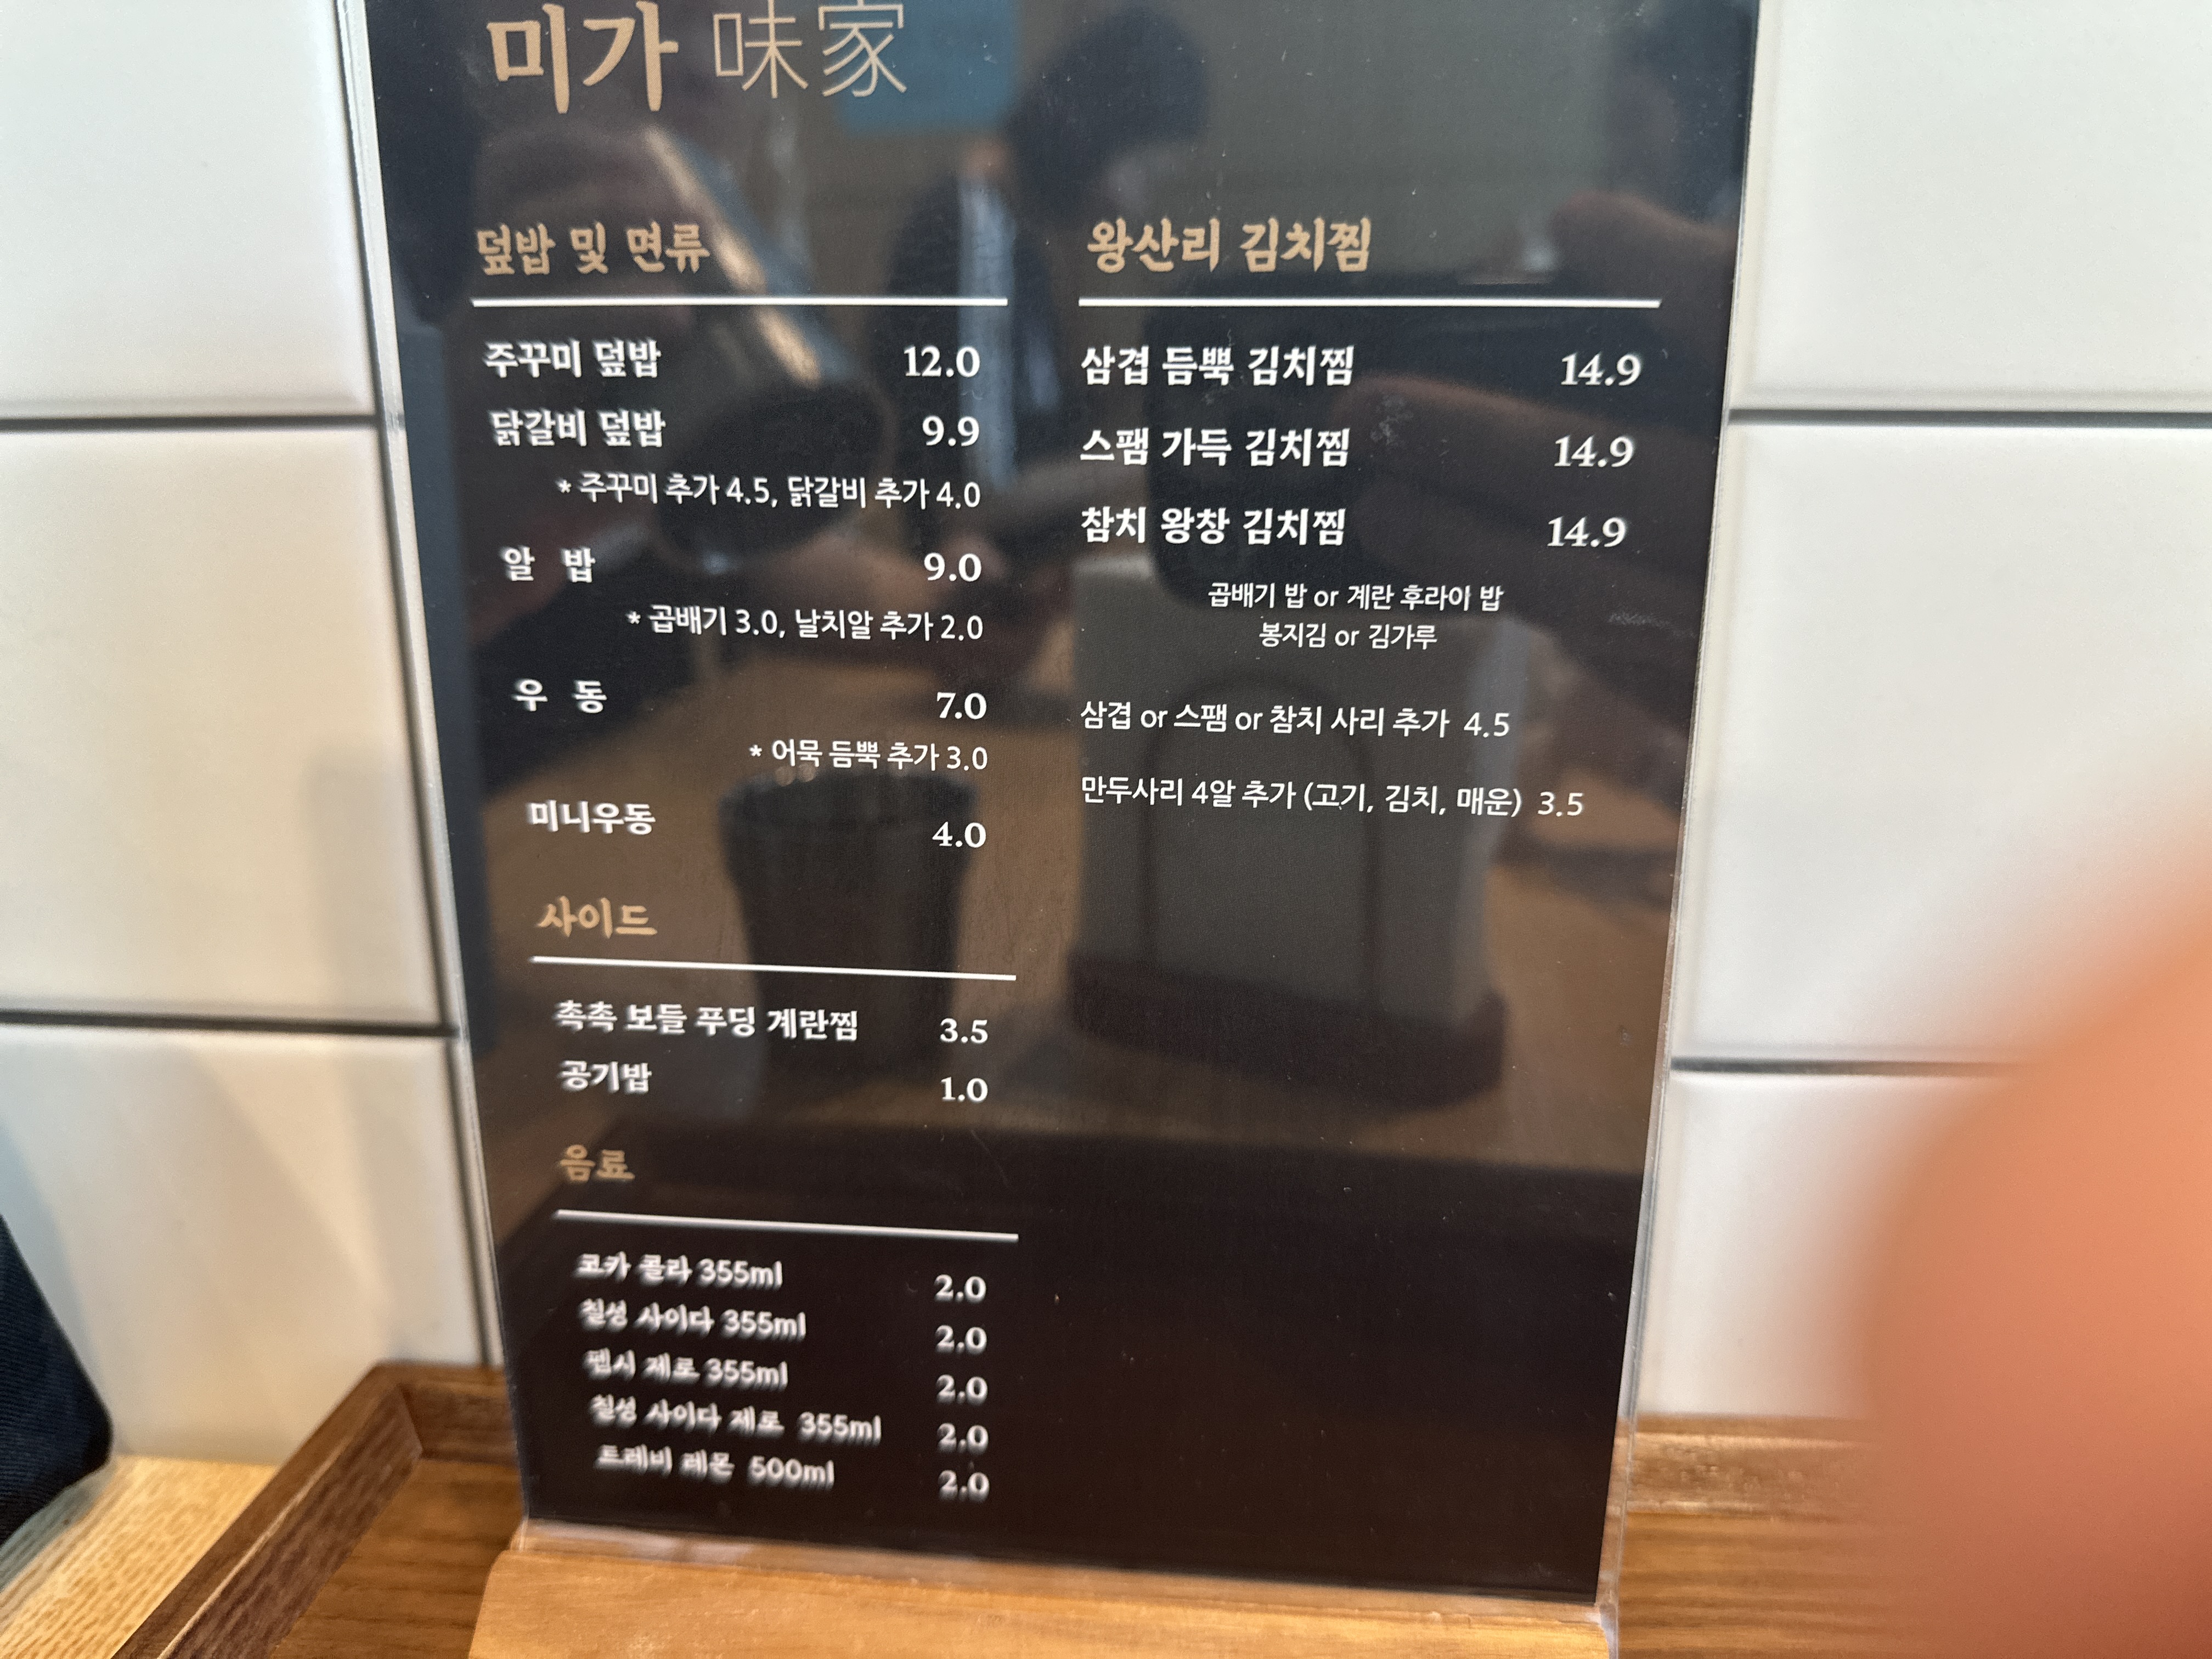 미가 味家
덮밥 및 면류
주꾸미 덮밥 12.0
닭갈비 덮밥 9.9
* 주꾸미 추가 4.5, 닭갈비 추가 4.0
알 밥 9.0
* 곱배기 3.0, 날치알 추가 2.0
우 동 7.0
* 어묵 듬뿍 추가 3.0
미니우동 4.0
사이드
촉촉 보들 푸딩 계란찜 3.5
공기밥 1.0
음료
코카 콜라 355ml 2.0
칠성 사이다 355ml 2.0
펩시 제로 355ml 2.0
칠성 사이다 제로 355ml 2.0
트레비 레몬 500ml 2.0
왕산리 김치찜
삼겹 듬뿍 김치찜 14.9
스팸 가득 김치찜 14.9
참치 왕창 김치찜 14.9
곱배기 밥 or 계란 후라이 밥
봉지김 or 김가루
삼겹 or 스팸 or 참치 사리 추가 4.5
만두사리 4알 추가 (고기, 김치, 매운) 3.5